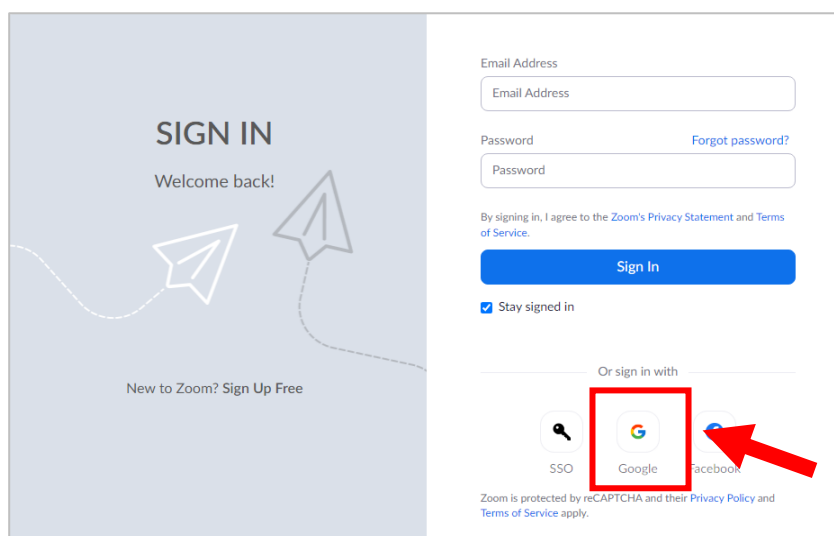 SIGN IN
Welcome back!
New to Zoom? Sign Up Free
Email Address
Email Address
Password Forgot password?
Password
By signing in, I agree to the Zoom's Privacy Statement and Terms
of Service.
Sign In
Stay signed in
Or sign in with
SSO Google Facebook
Zoom is protected by reCAPTCHA and their Privacy Policy and
Terms of Service apply.